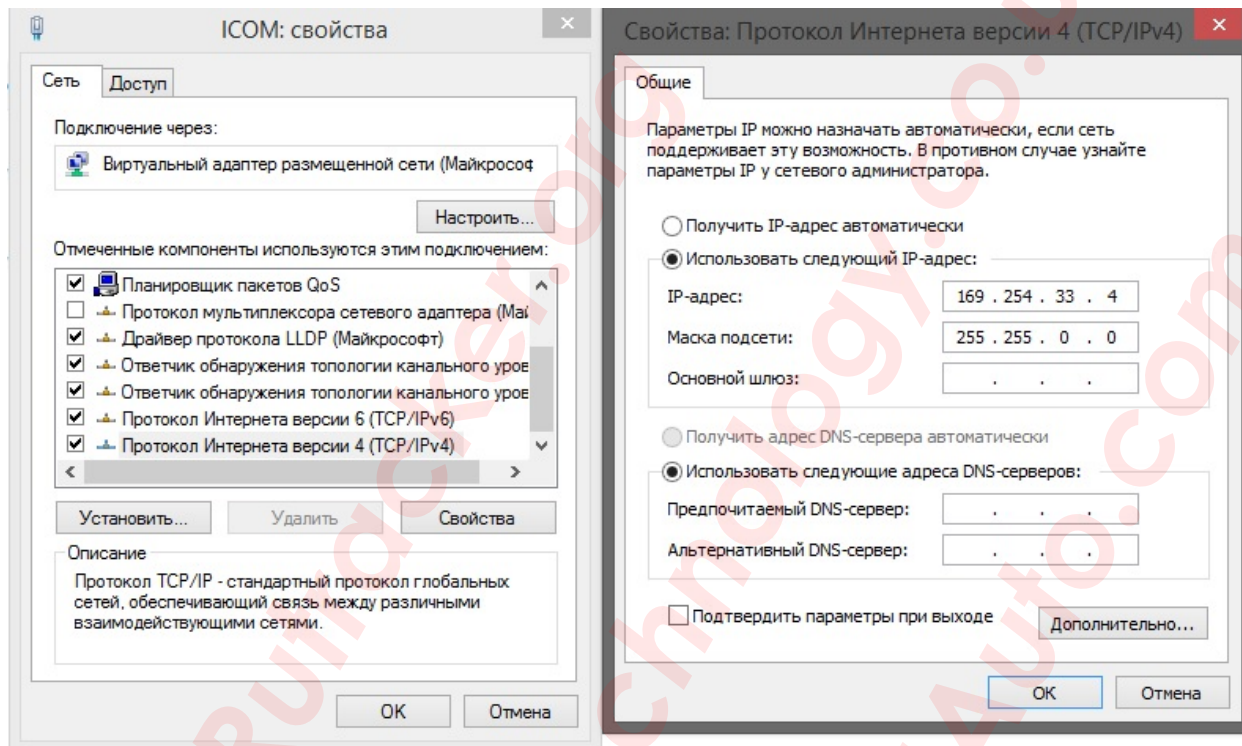 ICOM: свойства
Сеть
Доступ
Подключение через:
Виртуальный адаптер размещенной сети (Майкрософ
Настроить...
Отмеченные компоненты используются этим подключением:
Планировщик пакетов QoS
Протокол мультиплексора сетевого адаптера (Май
Драйвер протокола LLDP (Майкрософт)
Ответчик обнаружения топологии канального уров
Ответчик обнаружения топологии канального уров
Протокол Интернета версии 6 (TCP/IPv6)
Протокол Интернета версии 4 (TCP/IPv4)
Установить...
Удалить
Свойства
Описание
Протокол TCP/IP - стандартный протокол глобальных
сетей, обеспечивающий связь между различными
взаимодействующими сетями.
OK
Отмена
Свойства: Протокол Интернета версии 4 (TCP/IPv4)
Общие
Параметры IP можно назначать автоматически, если сеть
поддерживает эту возможность. В противном случае узнайте
параметры IP у сетевого администратора.
Получить IP-адрес автоматически
Использовать следующий IP-адрес:
IP-адрес:
169 . 254 . 33 . 4
Маска подсети:
255 . 255 . 0 . 0
Основной шлюз:
. . .
Получить адрес DNS-сервера автоматически
Использовать следующие адреса DNS-серверов:
Предпочитаемый DNS-сервер:
. . .
Альтернативный DNS-сервер:
. . .
Подтвердить параметры при выходе
Дополнительно...
OK
Отмена
Rutracker.org